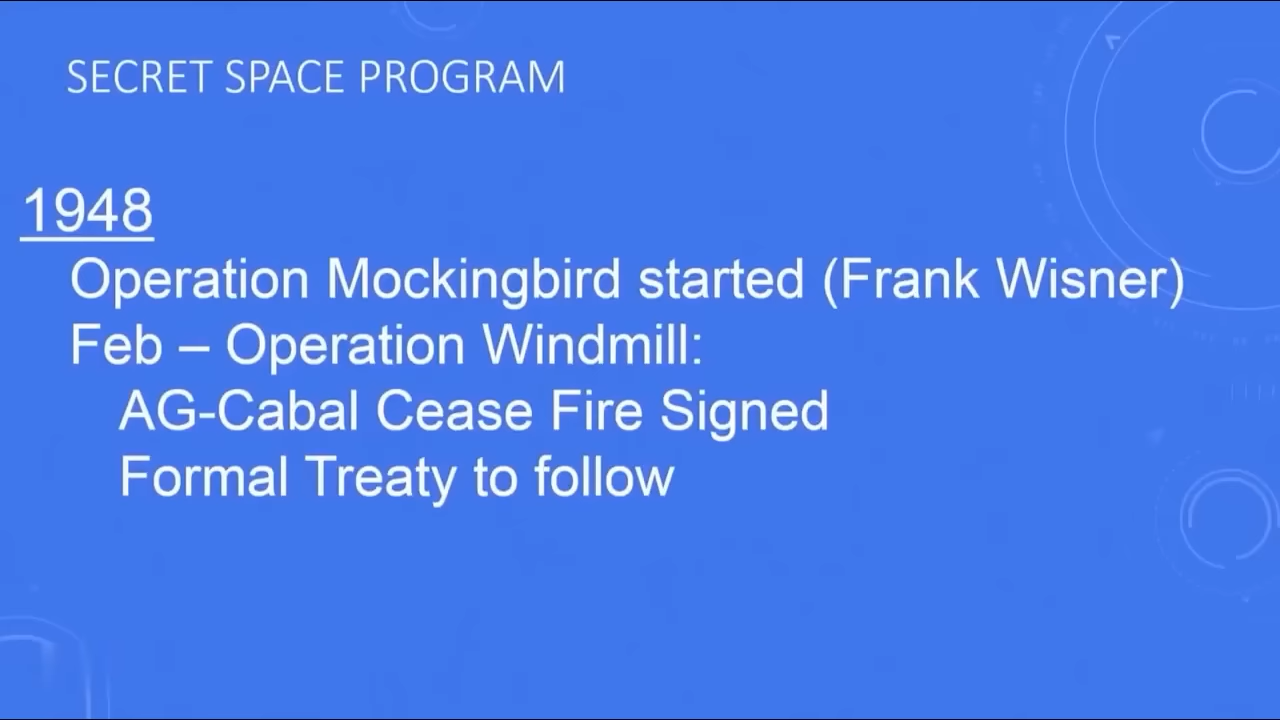 SECRET SPACE PROGRAM
1948
Operation Mockingbird started (Frank Wisner)
Feb – Operation Windmill:
AG-Cabal Cease Fire Signed
Formal Treaty to follow